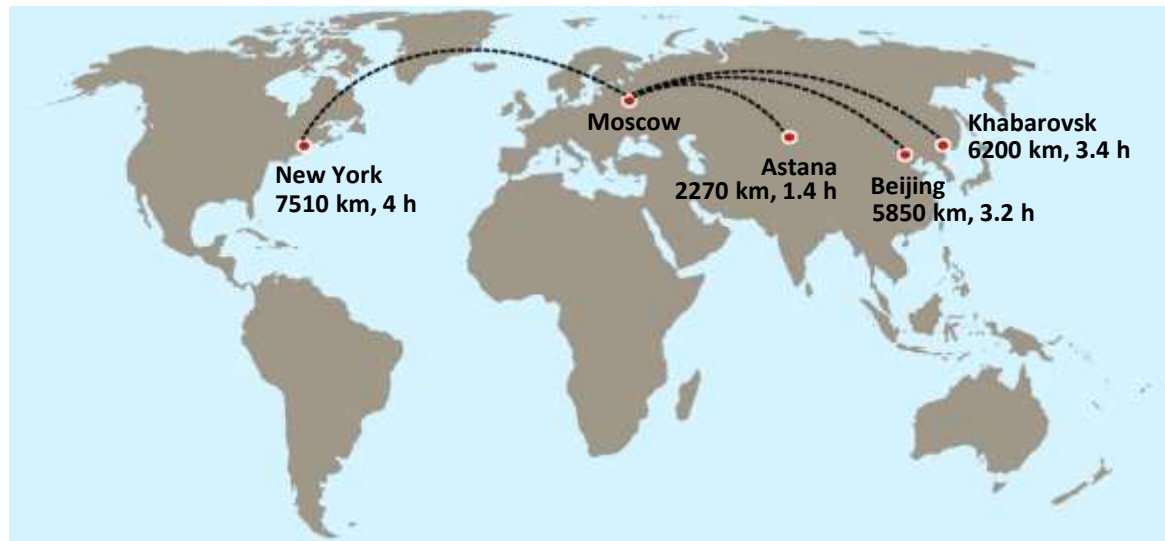 Moscow
New York
7510 km, 4 h
Astana
2270 km, 1.4 h
Beijing
5850 km, 3.2 h
Khabarovsk
6200 km, 3.4 h